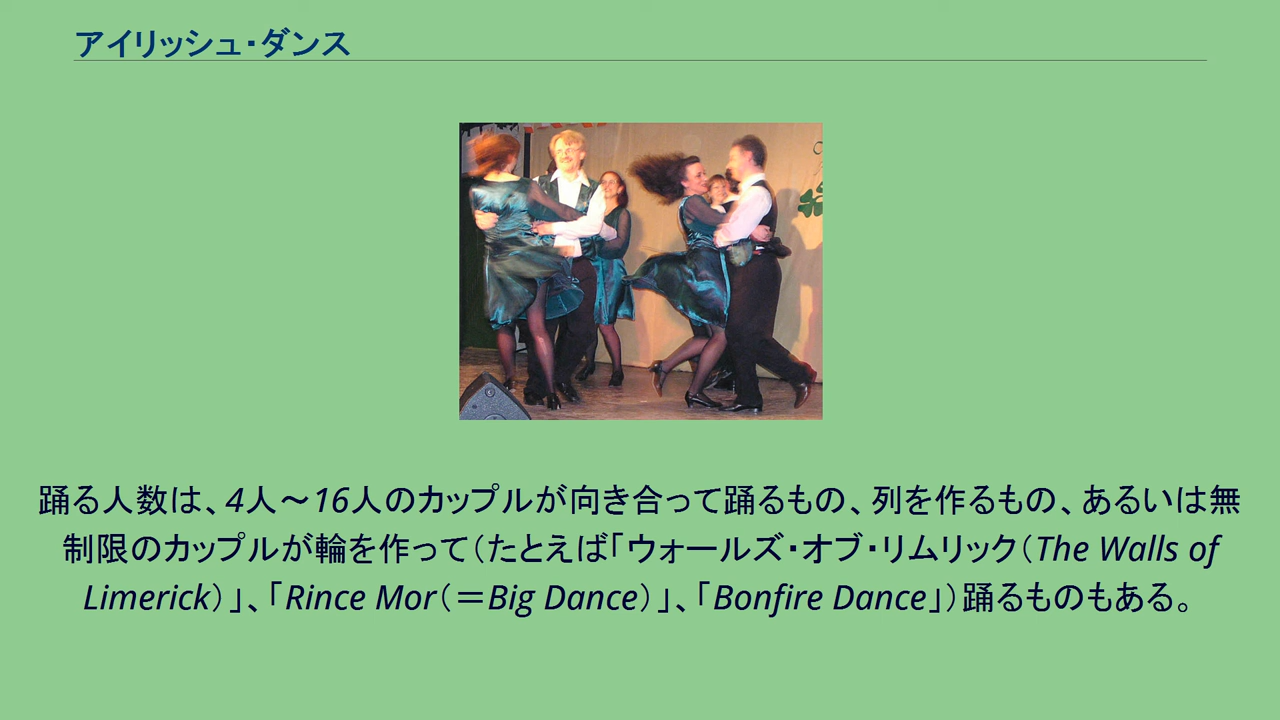 アイリッシュ・ダンス
踊る人数は、4人～16人のカップルが向き合って踊るもの、列を作るもの、あるいは無
制限のカップルが輪を作って（たとえば「ウォールズ・オブ・リムリック（The Walls of
Limerick）」、「Rince Mor（＝Big Dance）」、「Bonfire Dance」）踊るものもある。